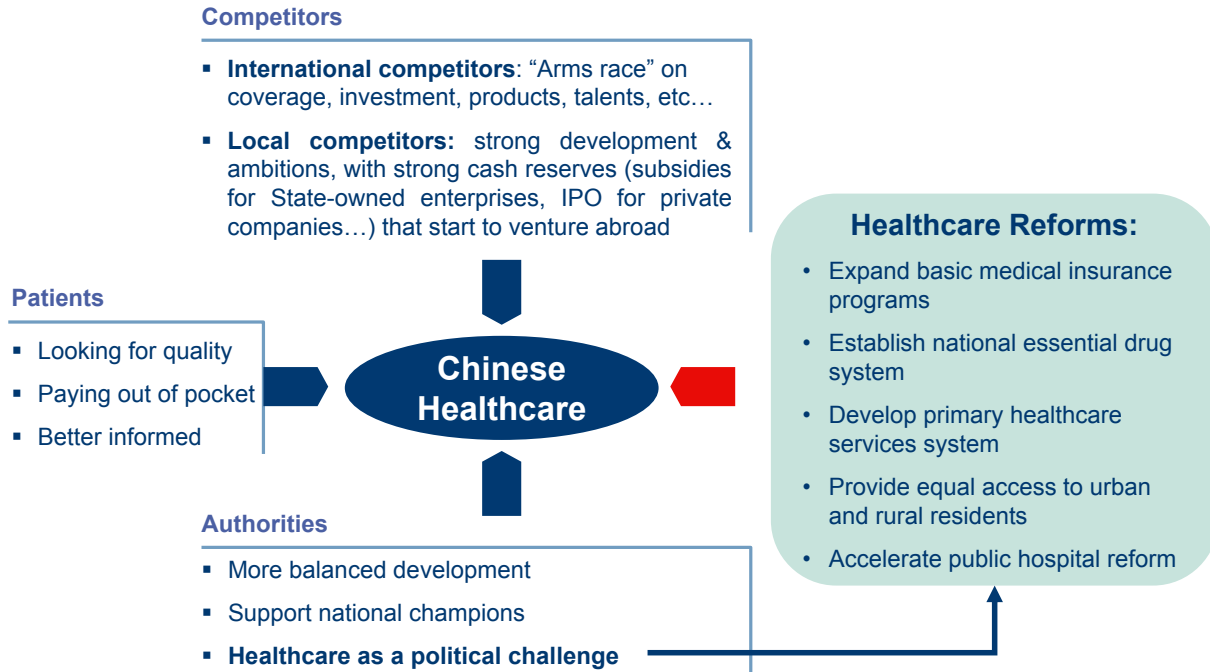 Competitors
▪ International competitors: “Arms race” on
coverage, investment, products, talents, etc…
▪ Local competitors: strong development &
ambitions, with strong cash reserves (subsidies
for State-owned enterprises, IPO for private
companies…) that start to venture abroad
Patients
▪ Looking for quality
▪ Paying out of pocket
▪ Better informed
Chinese
Healthcare
Healthcare Reforms:
• Expand basic medical insurance
programs
• Establish national essential drug
system
• Develop primary healthcare
services system
• Provide equal access to urban
and rural residents
• Accelerate public hospital reform
Authorities
▪ More balanced development
▪ Support national champions
▪ Healthcare as a political challenge